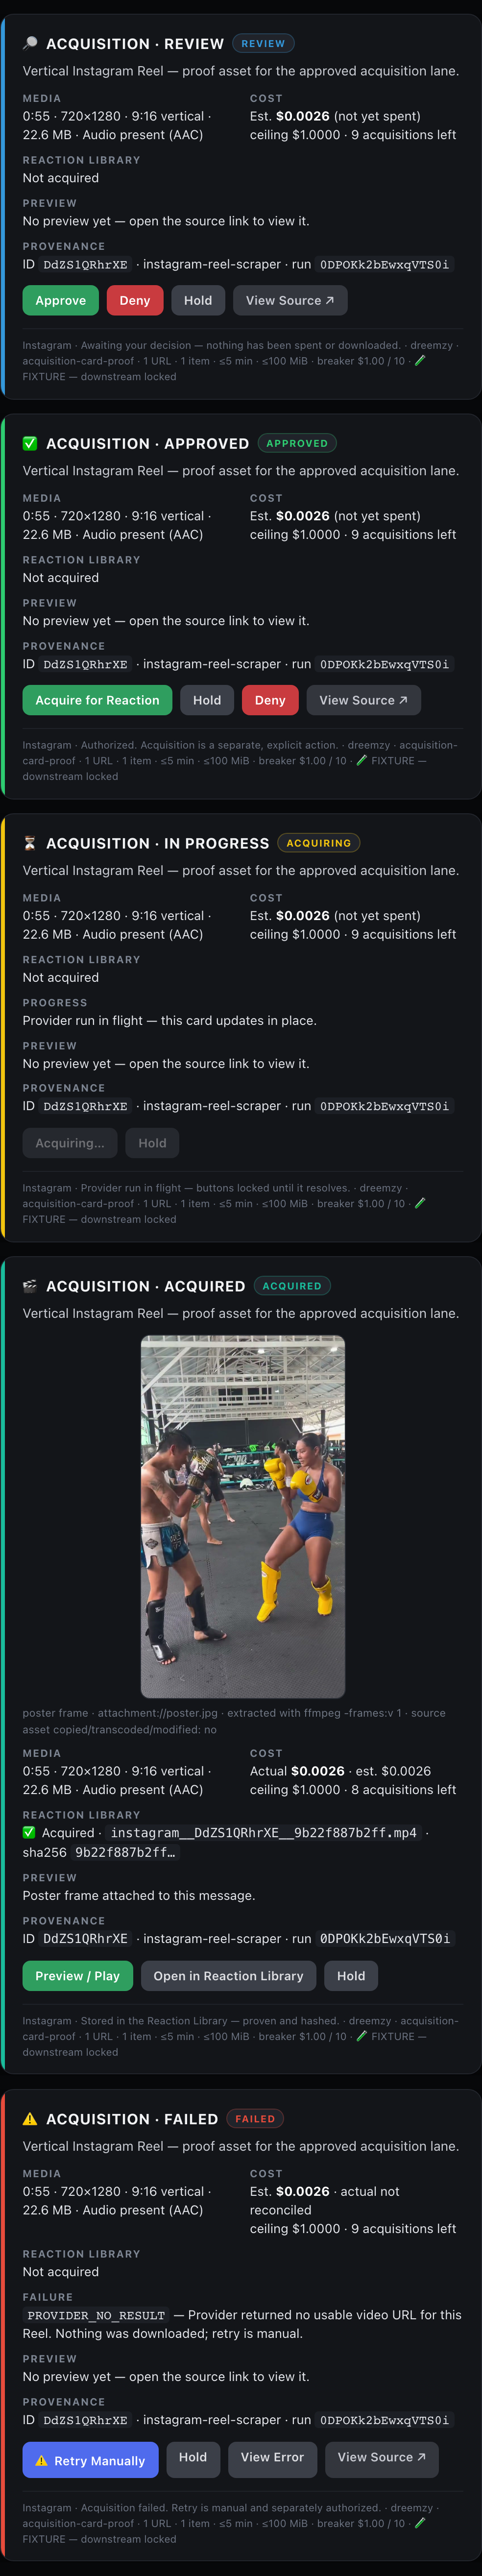 ACQUISITION · REVIEW REVIEW
Vertical Instagram Reel — proof asset for the approved acquisition lane.
MEDIA
0:55 · 720×1280 · 9:16 vertical ·
22.6 MB · Audio present (AAC)
COST
Est. $0.0026 (not yet spent)
ceiling $1.0000 · 9 acquisitions left
REACTION LIBRARY
Not acquired
PREVIEW
No preview yet — open the source link to view it.
PROVENANCE
ID DdZS1QRhrXE · instagram-reel-scraper · run 0DPOKk2bEwxqVTS0i
Approve Deny Hold View Source ↗
Instagram · Awaiting your decision — nothing has been spent or downloaded. · dreemzy ·
acquisition-card-proof · 1 URL · 1 item · ≤5 min · ≤100 MiB · breaker $1.00 / 10 · 🧪
FIXTURE — downstream locked
✅ ACQUISITION · APPROVED APPROVED
Vertical Instagram Reel — proof asset for the approved acquisition lane.
MEDIA
0:55 · 720×1280 · 9:16 vertical ·
22.6 MB · Audio present (AAC)
COST
Est. $0.0026 (not yet spent)
ceiling $1.0000 · 9 acquisitions left
REACTION LIBRARY
Not acquired
PREVIEW
No preview yet — open the source link to view it.
PROVENANCE
ID DdZS1QRhrXE · instagram-reel-scraper · run 0DPOKk2bEwxqVTS0i
Acquire for Reaction Hold Deny View Source ↗
Instagram · Authorized. Acquisition is a separate, explicit action. · dreemzy · acquisition-
card-proof · 1 URL · 1 item · ≤5 min · ≤100 MiB · breaker $1.00 / 10 · 🧪 FIXTURE —
downstream locked
⏳ ACQUISITION · IN PROGRESS ACQUIRING
Vertical Instagram Reel — proof asset for the approved acquisition lane.
MEDIA
0:55 · 720×1280 · 9:16 vertical ·
22.6 MB · Audio present (AAC)
COST
Est. $0.0026 (not yet spent)
ceiling $1.0000 · 9 acquisitions left
REACTION LIBRARY
Not acquired
PROGRESS
Provider run in flight — this card updates in place.
PREVIEW
No preview yet — open the source link to view it.
PROVENANCE
ID DdZS1QRhrXE · instagram-reel-scraper · run 0DPOKk2bEwxqVTS0i
Acquiring... Hold
Instagram · Provider run in flight — buttons locked until it resolves. · dreemzy ·
acquisition-card-proof · 1 URL · 1 item · ≤5 min · ≤100 MiB · breaker $1.00 / 10 · 🧪
FIXTURE — downstream locked
🎬 ACQUISITION · ACQUIRED ACQUIRED
Vertical Instagram Reel — proof asset for the approved acquisition lane.
poster frame · attachment://poster.jpg · extracted with ffmpeg -frames:v 1 · source
asset copied/transcoded/modified: no
MEDIA
0:55 · 720×1280 · 9:16 vertical ·
22.6 MB · Audio present (AAC)
COST
Actual $0.0026 · est. $0.0026
ceiling $1.0000 · 8 acquisitions left
REACTION LIBRARY
✅ Acquired · instagram__DdZS1QRhrXE__9b22f887b2ff.mp4 ·
sha256 9b22f887b2ff…
PREVIEW
Poster frame attached to this message.
PROVENANCE
ID DdZS1QRhrXE · instagram-reel-scraper · run 0DPOKk2bEwxqVTS0i
Preview / Play Open in Reaction Library Hold
Instagram · Stored in the Reaction Library — proven and hashed. · dreemzy · acquisition-
card-proof · 1 URL · 1 item · ≤5 min · ≤100 MiB · breaker $1.00 / 10 · 🧪 FIXTURE —
downstream locked
⚠️ ACQUISITION · FAILED FAILED
Vertical Instagram Reel — proof asset for the approved acquisition lane.
MEDIA
0:55 · 720×1280 · 9:16 vertical ·
22.6 MB · Audio present (AAC)
COST
Est. $0.0026 · actual not
reconciled
ceiling $1.0000 · 9 acquisitions left
REACTION LIBRARY
Not acquired
FAILURE
PROVIDER_NO_RESULT — Provider returned no usable video URL for this
Reel. Nothing was downloaded; retry is manual.
PREVIEW
No preview yet — open the source link to view it.
PROVENANCE
ID DdZS1QRhrXE · instagram-reel-scraper · run 0DPOKk2bEwxqVTS0i
⚠️ Retry Manually Hold View Error View Source ↗
Instagram · Acquisition failed. Retry is manual and separately authorized. · dreemzy ·
acquisition-card-proof · 1 URL · 1 item · ≤5 min · ≤100 MiB · breaker $1.00 / 10 · 🧪
FIXTURE — downstream locked